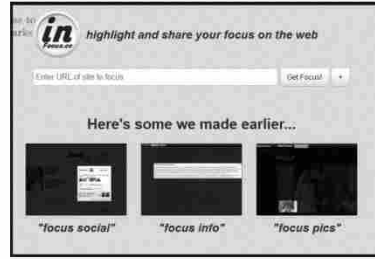 in
Focus.cc
highlight and share your focus on the web
Enter URL of site to focus
Get Focus!
+
Here's some we made earlier...
"focus social"
"focus info"
"focus pics"